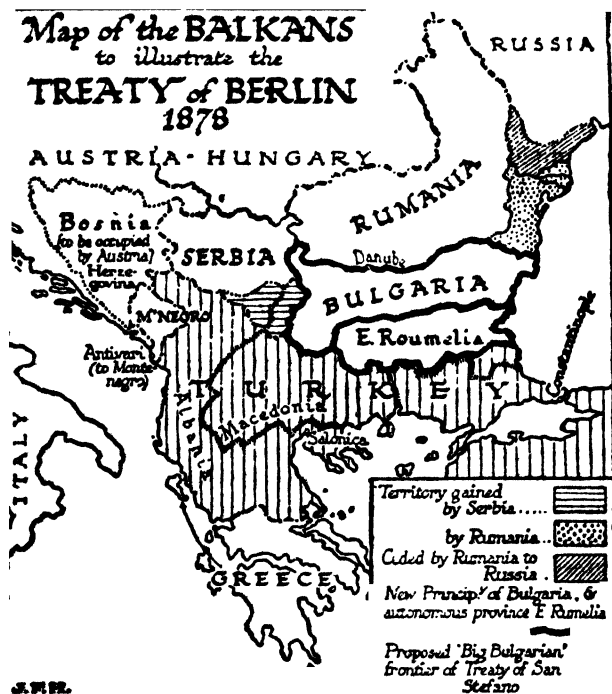 Map of the BALKANS
to illustrate the
TREATY of BERLIN
1878
RUSSIA
AUSTRIA-HUNGARY
RUMANIA
Bosnia
(to be occupied
by Austria)
Herze-
govina
SERBIA
Danube
BULGARIA
MTNEGRO
E. Roumelia
Antivari
(to Monte-
negro)
Constantinople
TURKEY
Albania
Macedonia
Salonica
ITALY
GREECE
Territory gained
by Serbia.....
by Rumania..
Ceded by Rumania to
Russia .
New Princip.y of Bulgaria, &
autonomous province E Rumelia
Proposed 'Big Bulgarian'
frontier of Treaty of San
Stefano